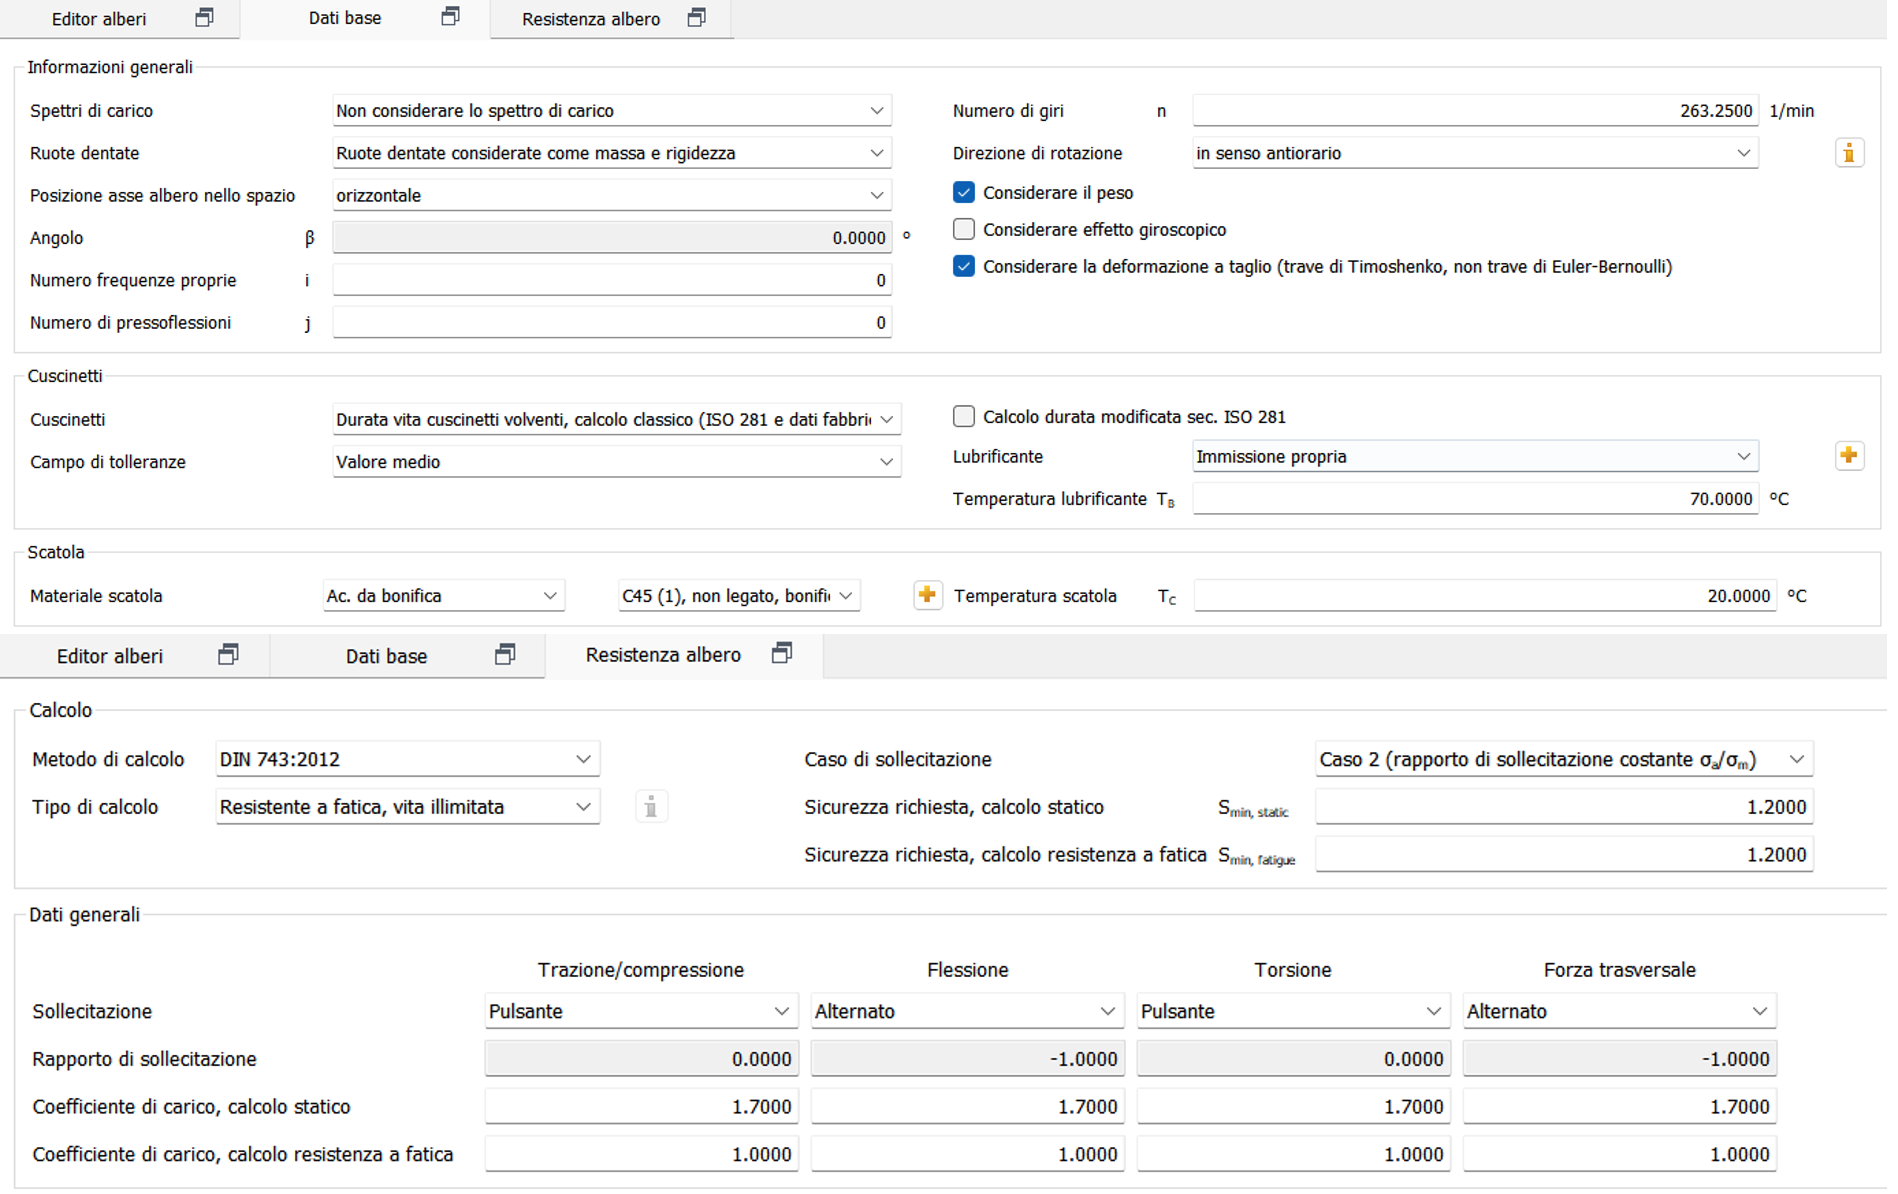 Editor alberi Dati base Resistenza albero
Informazioni generali
Spettri di carico Non considerare lo spettro di carico Numero di giri n 263.2500 1/min
Ruote dentate Ruote dentate considerate come massa e rigidezza Direzione di rotazione in senso antiorario
Posizione asse albero nello spazio orizzontale Considerare il peso
Angolo β 0.0000 ° Considerare effetto giroscopico
Numero frequenze proprie i 0 Considerare la deformazione a taglio (trave di Timoshenko, non trave di Euler-Bernoulli)
Numero di pressoflessioni j 0
Cuscinetti
Cuscinetti Durata vita cuscinetti volventi, calcolo classico (ISO 281 e dati fabbri Calcolo durata modificata sec. ISO 281
Campo di tolleranze Valore medio Lubrificante Immissione propria
Temperatura lubrificante TB 70.0000 °C
Scatola
Materiale scatola Ac. da bonifica C45 (1), non legato, bonifi Temperatura scatola TC 20.0000 °C
Editor alberi Dati base Resistenza albero
Calcolo
Metodo di calcolo DIN 743:2012 Caso di sollecitazione Caso 2 (rapporto di sollecitazione costante σa/σm)
Tipo di calcolo Resistente a fatica, vita illimitata Sicurezza richiesta, calcolo statico Smin, static 1.2000
Sicurezza richiesta, calcolo resistenza a fatica Smin, fatigue 1.2000
Dati generali
Trazione/compressione Flessione Torsione Forza trasversale
Sollecitazione Pulsante Alternato Pulsante Alternato
Rapporto di sollecitazione 0.0000 -1.0000 0.0000 -1.0000
Coefficiente di carico, calcolo statico 1.7000 1.7000 1.7000 1.7000
Coefficiente di carico, calcolo resistenza a fatica 1.0000 1.0000 1.0000 1.0000